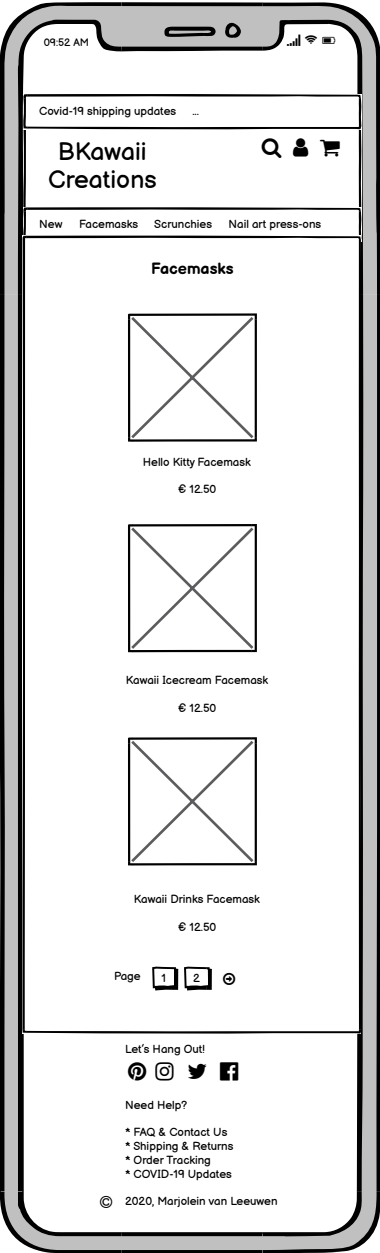 09:52 AM
Covid-19 shipping updates ...
BKawaii
Creations
New Facemasks Scrunchies Nail art press-ons
Facemasks
Hello Kitty Facemask
€ 12.50
Kawaii Icecream Facemask
€ 12.50
Kawaii Drinks Facemask
€ 12.50
Page 1 2
Let's Hang Out!
Need Help?
* FAQ & Contact Us
* Shipping & Returns
* Order Tracking
* COVID-19 Updates
© 2020, Marjolein van Leeuwen